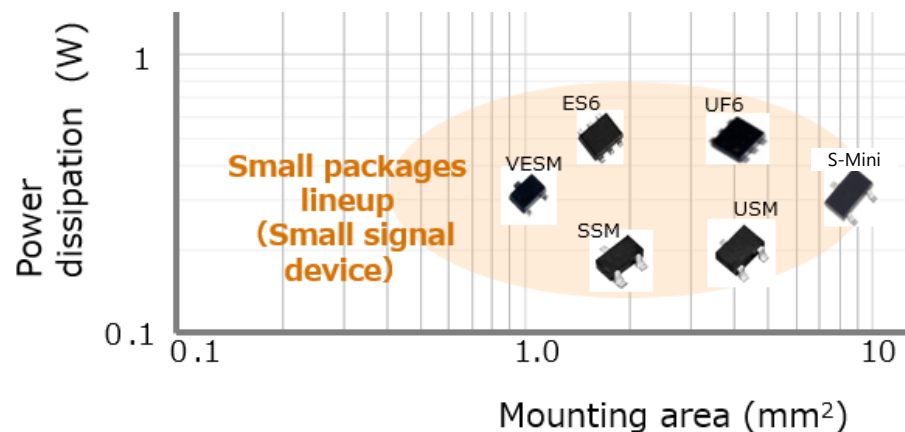 Power
dissipation (W)
1
0.1
0.1
1.0
10
Mounting area (mm²)
Small packages
lineup
（Small signal
device）
ES6
UF6
VESM
S-Mini
SSM
USM